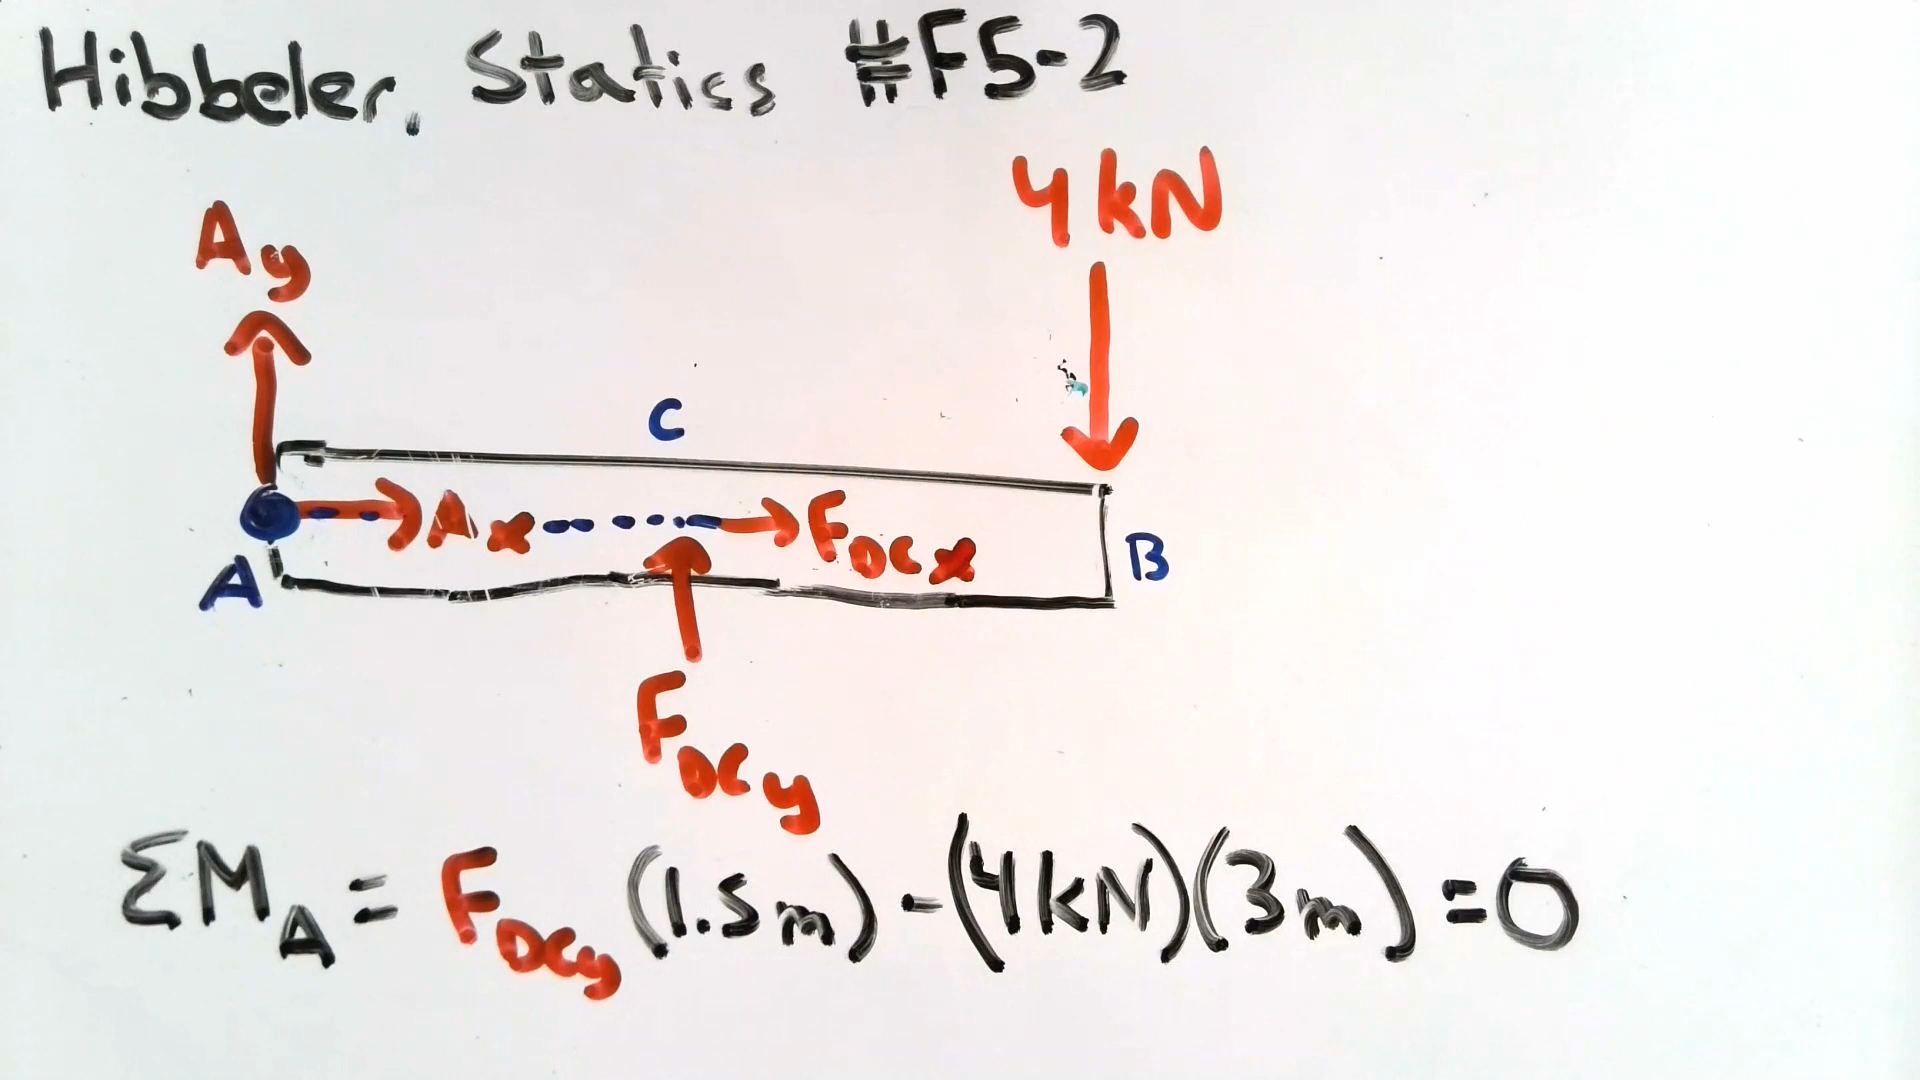 Hibbeler, Statics #F5-2
4 kN
Ay
C
Ax
FDCx
B
A
FDCy
ΣMA = FDCy (1.5m) - (4kN)(3m) = 0